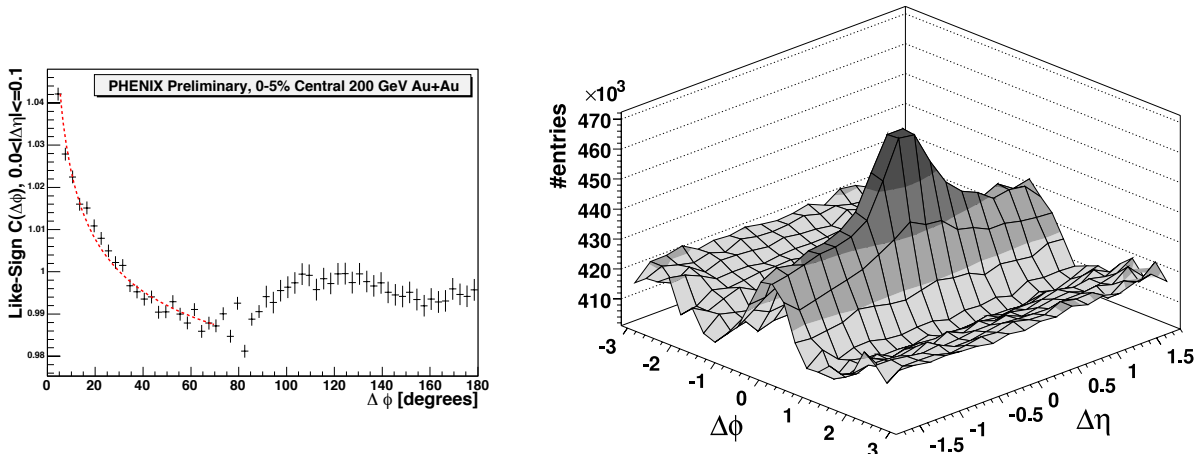 PHENIX Preliminary, 0-5% Central 200 GeV Au+Au
Like-Sign C(Δϕ), 0.0<|Δη|<=0.1
1.04
1.03
1.02
1.01
1
0.99
0.98
0 20 40 60 80 100 120 140 160 180
Δ ϕ [degrees]
×10³
#entries
470
460
450
440
430
420
410
-3 -2 -1 0 1 2 3
Δϕ
-1.5 -1 -0.5 0 0.5 1 1.5
Δη